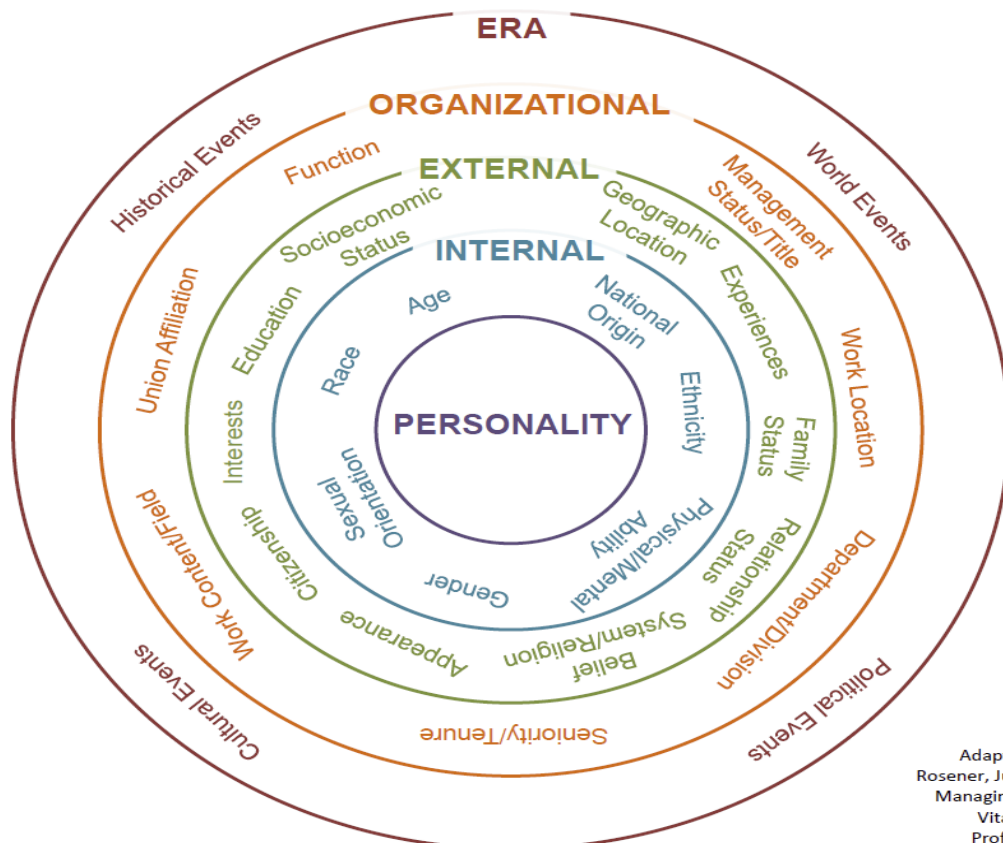 ERA
Historical Events
World Events
Political Events
Cultural Events
ORGANIZATIONAL
Function
Management
Status/Title
Work Location
Department/Division
Seniority/Tenure
Work Content/Field
Union Affiliation
EXTERNAL
Socioeconomic
Status
Geographic
Location
Experiences
Family
Status
Relationship
Status
Belief
System/Religion
Appearance
Citizenship
Interests
Education
INTERNAL
Age
National
Origin
Ethnicity
Physical/Mental
Ability
Gender
Sexual
Orientation
Race
PERSONALITY
Adap
Rosener, Ju
Managin
Vita
Prof